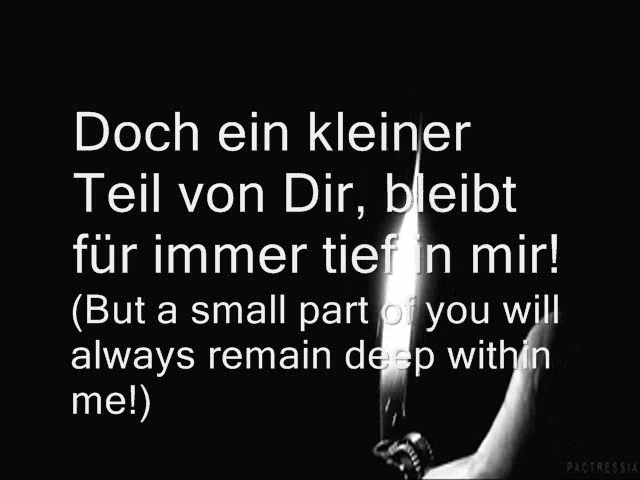 Doch ein kleiner
Teil von Dir, bleibt
für immer tief in mir!
(But a small part of you will
always remain deep within
me!)
PACTRESSIA